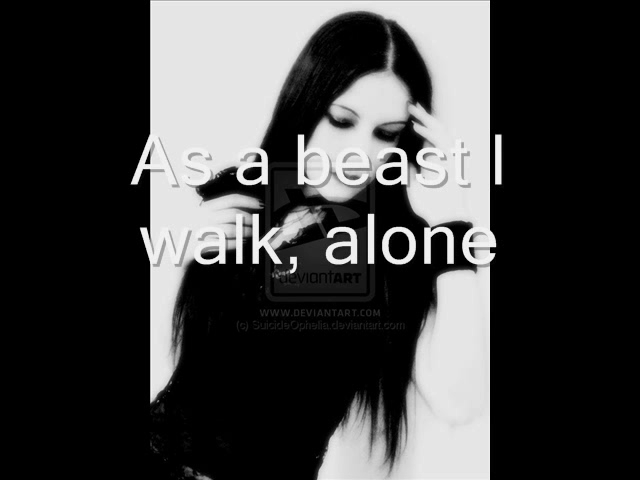 As a beast I
walk, alone
deviantART
WWW.DEVIANTART.COM
(c) SuicideOphelia.deviantart.com